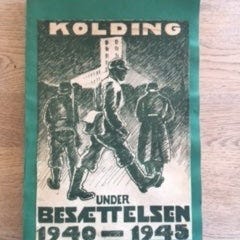 KOLDING
UNDER
BESÆTTELSEN
1940-1945